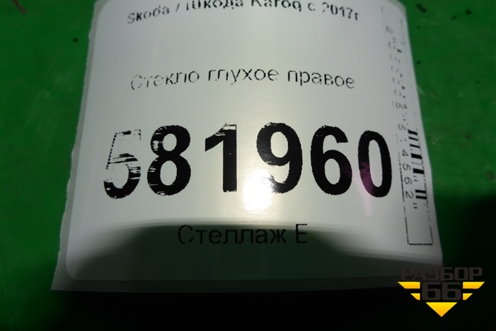 Skoda / Шкода Karoq с 2017г
Стекло глухое правое
581960
Стеллаж Е
РАЗБОР
66